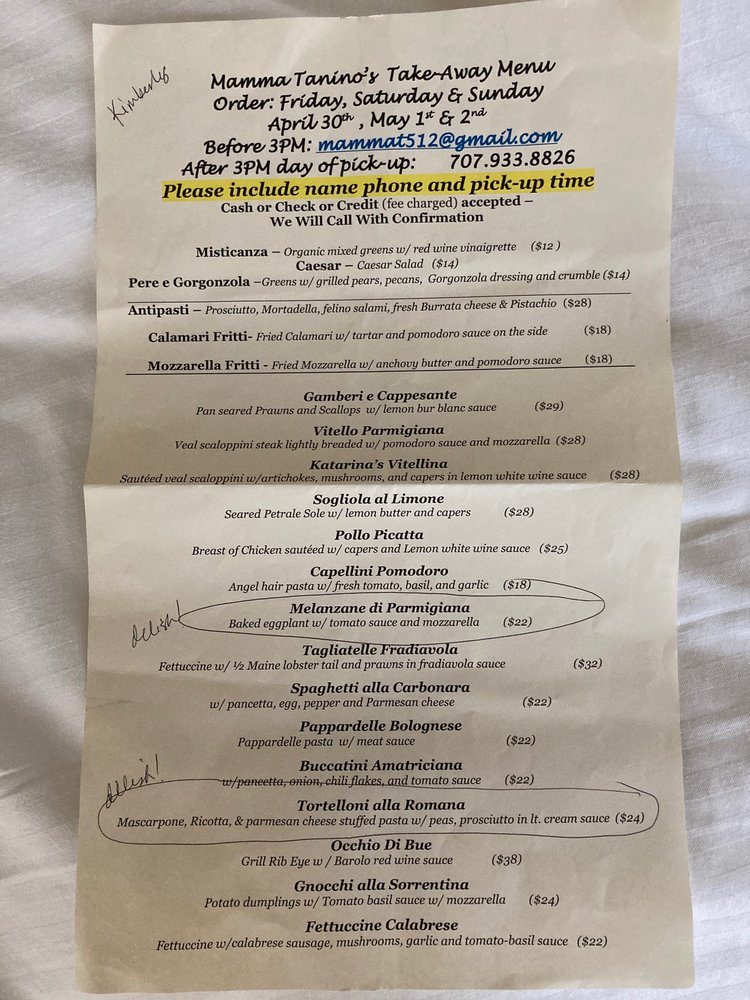 Kimberly
Mamma Tanino's Take-Away Menu
Order: Friday, Saturday & Sunday
April 30th, May 1st & 2nd
Before 3PM: mammat512@gmail.com
After 3PM day of pick-up: 707.933.8826
Please include name phone and pick-up time
Cash or Check or Credit (fee charged) accepted –
We Will Call With Confirmation
Misticanza – Organic mixed greens w/ red wine vinaigrette ($12 )
Caesar – Caesar Salad ($14)
Pere e Gorgonzola –Greens w/ grilled pears, pecans, Gorgonzola dressing and crumble ($14)
Antipasti – Prosciutto, Mortadella, felino salami, fresh Burrata cheese & Pistachio ($28)
Calamari Fritti- Fried Calamari w/ tartar and pomodoro sauce on the side ($18)
Mozzarella Fritti - Fried Mozzarella w/ anchovy butter and pomodoro sauce ($18)
Gamberi e Cappesante
Pan seared Prawns and Scallops w/ lemon bur blanc sauce ($29)
Vitello Parmigiana
Veal scaloppini steak lightly breaded w/ pomodoro sauce and mozzarella ($28)
Katarina's Vitellina
Sautéed veal scaloppini w/artichokes, mushrooms, and capers in lemon white wine sauce ($28)
Sogliola al Limone
Seared Petrale Sole w/ lemon butter and capers ($28)
Pollo Picatta
Breast of Chicken sautéed w/ capers and Lemon white wine sauce ($25)
Capellini Pomodoro
Angel hair pasta w/ fresh tomato, basil, and garlic ($18)
delish!
Melanzane di Parmigiana
Baked eggplant w/ tomato sauce and mozzarella ($22)
Tagliatelle Fradiavola
Fettuccine w/ ½ Maine lobster tail and prawns in fradiavola sauce ($32)
Spaghetti alla Carbonara
w/ pancetta, egg, pepper and Parmesan cheese ($22)
Pappardelle Bolognese
Pappardelle pasta w/ meat sauce ($22)
Buccatini Amatriciana
w/pancetta, onion, chili flakes, and tomato sauce ($22)
delish!
Tortelloni alla Romana
Mascarpone, Ricotta, & parmesan cheese stuffed pasta w/ peas, prosciutto in lt. cream sauce ($24)
Occhio Di Bue
Grill Rib Eye w / Barolo red wine sauce ($38)
Gnocchi alla Sorrentina
Potato dumplings w/ Tomato basil sauce w/ mozzarella ($24)
Fettuccine Calabrese
Fettuccine w/calabrese sausage, mushrooms, garlic and tomato-basil sauce ($22)